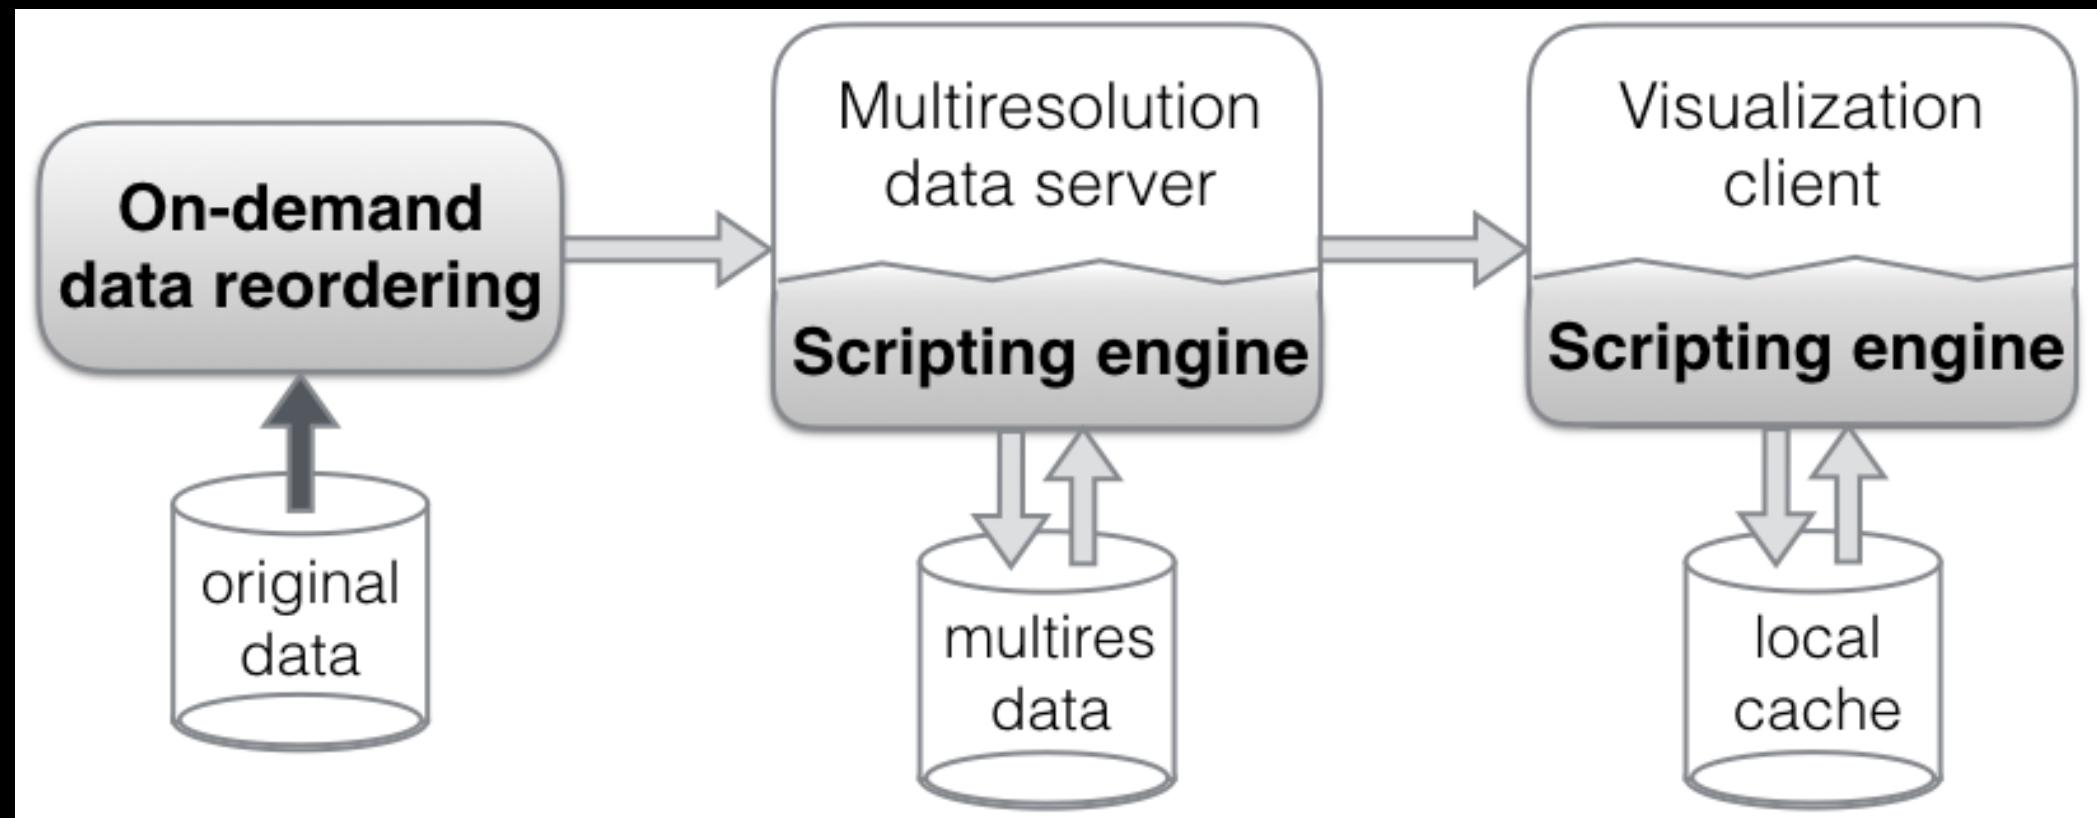 On-demand
data reordering
original
data
Multiresolution
data server
Scripting engine
multires
data
Visualization
client
Scripting engine
local
cache